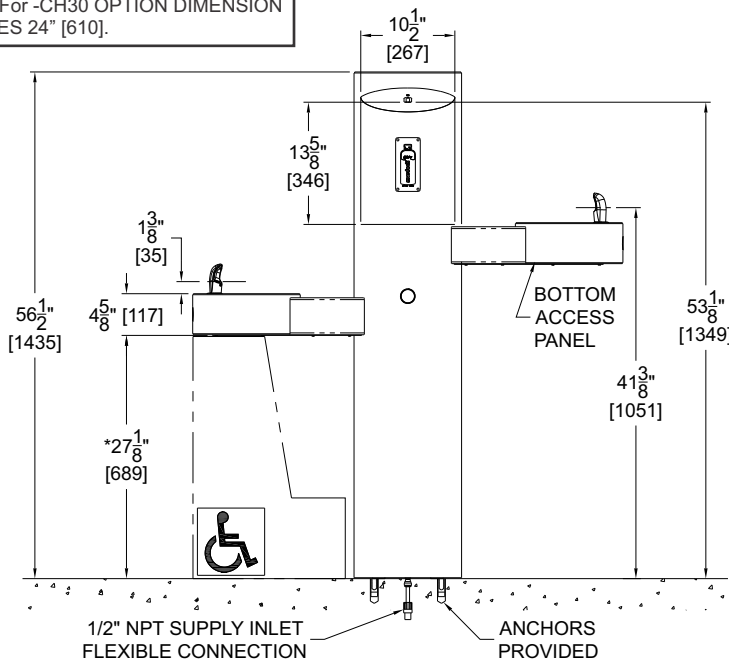 For -CH30 OPTION DIMENSION
ES 24” [610].
10 1/2"
[267]
13 5/8"
[346]
1 3/8"
[35]
56 1/2"
[1435]
4 5/8" [117]
BOTTOM
ACCESS
PANEL
53 1/8"
[1349]
41 3/8"
[1051]
*27 1/8"
[689]
1/2" NPT SUPPLY INLET
FLEXIBLE CONNECTION
ANCHORS
PROVIDED